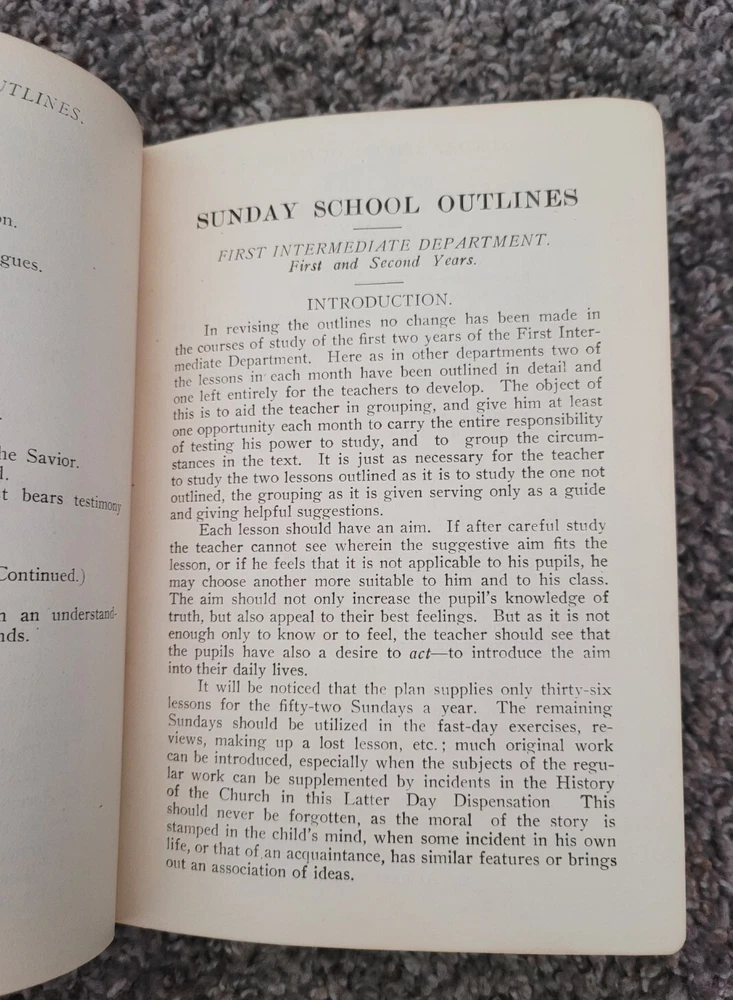 OUTLINES.
gues.
he Savior.
t bears testimony
Continued.)
n an understand-
SUNDAY SCHOOL OUTLINES
FIRST INTERMEDIATE DEPARTMENT.
First and Second Years.
INTRODUCTION.
In revising the outlines no change has been made in
the courses of study of the first two years of the First Inter-
mediate Department. Here as in other departments two of
the lessons in each month have been outlined in detail and
one left entirely for the teachers to develop. The object of
this is to aid the teacher in grouping, and give him at least
one opportunity each month to carry the entire responsibility
of testing his power to study, and to group the circum-
stances in the text. It is just as necessary for the teacher
to study the two lessons outlined as it is to study the one not
outlined, the grouping as it is given serving only as a guide
and giving helpful suggestions.
Each lesson should have an aim. If after careful study
the teacher cannot see wherein the suggestive aim fits the
lesson, or if he feels that it is not applicable to his pupils, he
may choose another more suitable to him and to his class.
The aim should not only increase the pupil's knowledge of
truth, but also appeal to their best feelings. But as it is not
enough only to know or to feel, the teacher should see that
the pupils have also a desire to act—to introduce the aim
into their daily lives.
It will be noticed that the plan supplies only thirty-six
lessons for the fifty-two Sundays a year. The remaining
Sundays should be utilized in the fast-day exercises, re-
views, making up a lost lesson, etc.; much original work
can be introduced, especially when the subjects of the regu-
lar work can be supplemented by incidents in the History
of the Church in this Latter Day Dispensation This
should never be forgotten, as the moral of the story is
stamped in the child's mind, when some incident in his own
life, or that of an acquaintance, has similar features or brings
out an association of ideas.